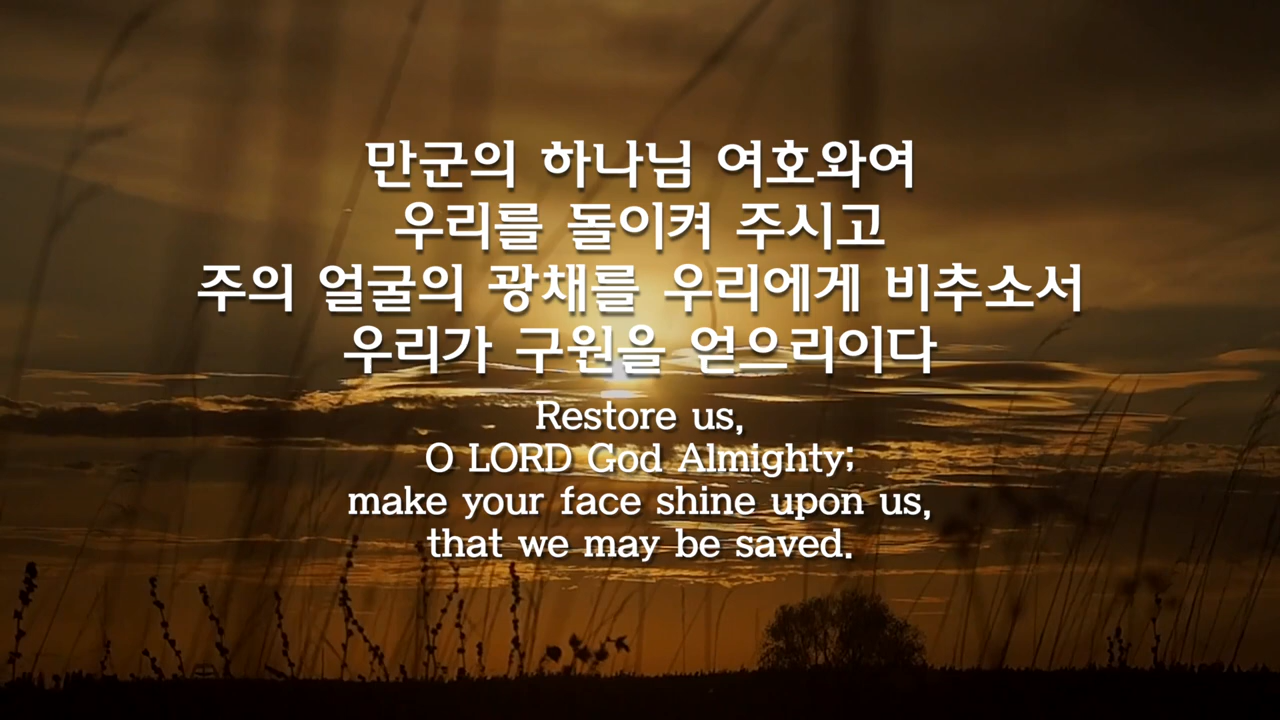 만군의 하나님 여호와여
우리를 돌이켜 주시고
주의 얼굴의 광채를 우리에게 비추소서
우리가 구원을 얻으리이다
Restore us,
O LORD God Almighty;
make your face shine upon us,
that we may be saved.